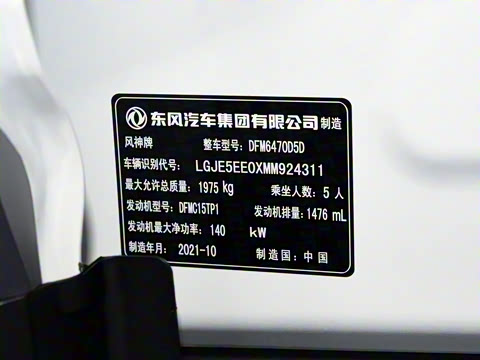 东风汽车集团有限公司 制造
风神牌 整车型号: DFM6470D5D
车辆识别代号: LGJE5EE0XMM924311
最大允许总质量: 1975 kg 乘坐人数: 5 人
发动机型号: DFMC15TP1 发动机排量: 1476 mL
发动机最大净功率: 140 kW
制造年月: 2021-10 制造国: 中国